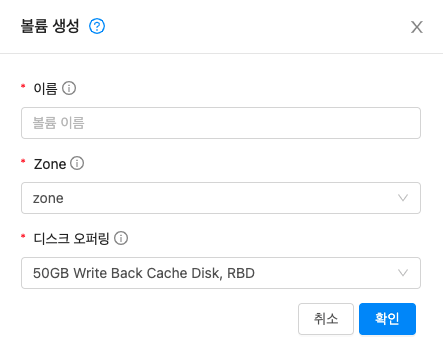 볼륨 생성
* 이름
볼륨 이름
* Zone
zone
* 디스크 오퍼링
50GB Write Back Cache Disk, RBD
취소 확인